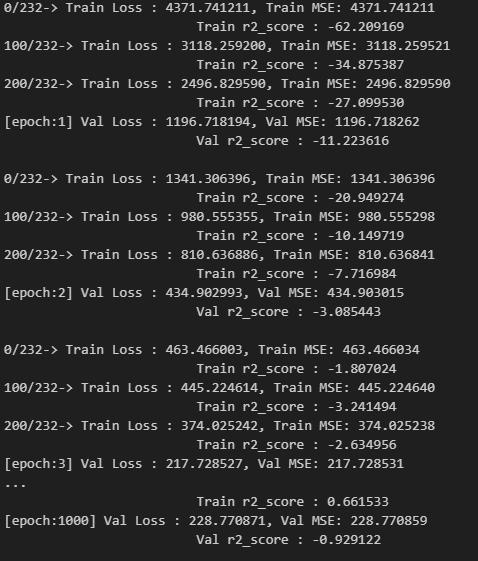 0/232-> Train Loss : 4371.741211, Train MSE: 4371.741211
Train r2_score : -62.209169
100/232-> Train Loss : 3118.259200, Train MSE: 3118.259521
Train r2_score : -34.875387
200/232-> Train Loss : 2496.829590, Train MSE: 2496.829590
Train r2_score : -27.099530
[epoch:1] Val Loss : 1196.718194, Val MSE: 1196.718262
Val r2_score : -11.223616
0/232-> Train Loss : 1341.306396, Train MSE: 1341.306396
Train r2_score : -20.949274
100/232-> Train Loss : 980.555355, Train MSE: 980.555298
Train r2_score : -10.149719
200/232-> Train Loss : 810.636886, Train MSE: 810.636841
Train r2_score : -7.716984
[epoch:2] Val Loss : 434.902993, Val MSE: 434.903015
Val r2_score : -3.085443
0/232-> Train Loss : 463.466003, Train MSE: 463.466034
Train r2_score : -1.807024
100/232-> Train Loss : 445.224614, Train MSE: 445.224640
Train r2_score : -3.241494
200/232-> Train Loss : 374.025242, Train MSE: 374.025238
Train r2_score : -2.634956
[epoch:3] Val Loss : 217.728527, Val MSE: 217.728531
...
Train r2_score : 0.661533
[epoch:1000] Val Loss : 228.770871, Val MSE: 228.770859
Val r2_score : -0.929122